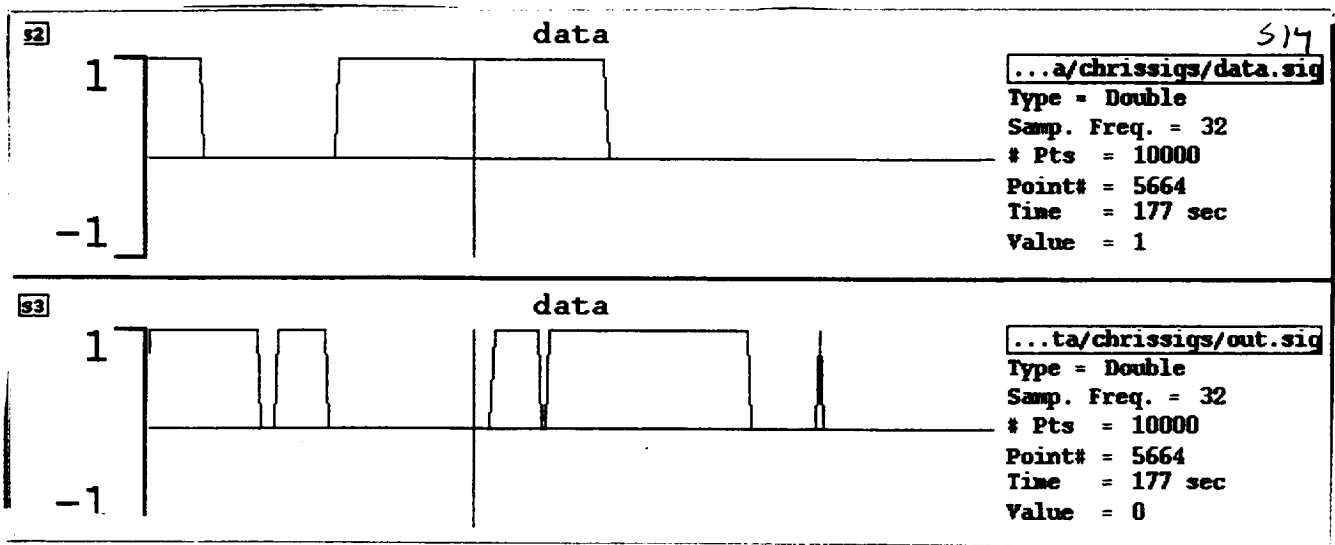 s2
data
S14
1
-1
...a/chrissigs/data.sig
Type = Double
Samp. Freq. = 32
# Pts = 10000
Point# = 5664
Time = 177 sec
Value = 1
s3
data
1
-1
...ta/chrissigs/out.sig
Type = Double
Samp. Freq. = 32
# Pts = 10000
Point# = 5664
Time = 177 sec
Value = 0